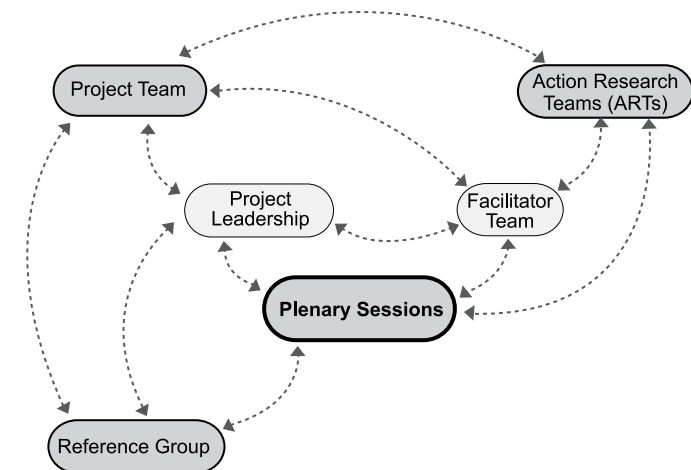 Project Team
Action Research
Teams (ARTs)
Project
Leadership
Facilitator
Team
Plenary Sessions
Reference Group